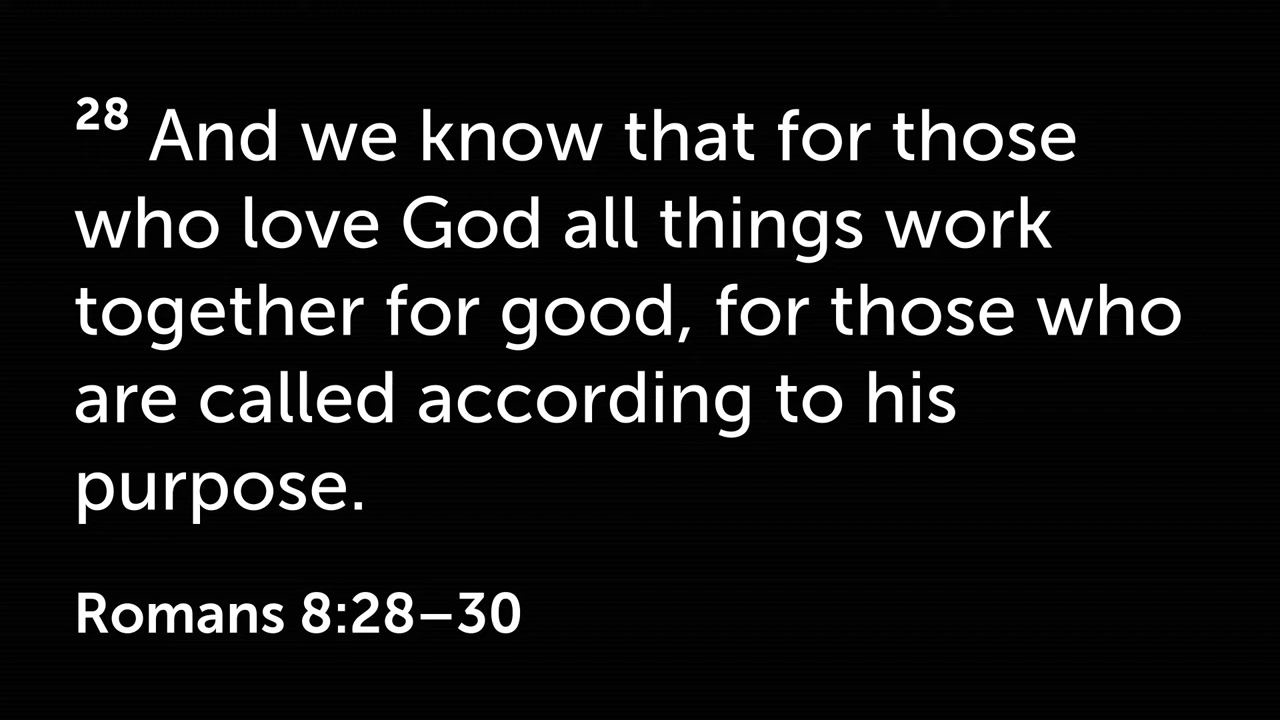 28 And we know that for those
who love God all things work
together for good, for those who
are called according to his
purpose.
Romans 8:28–30